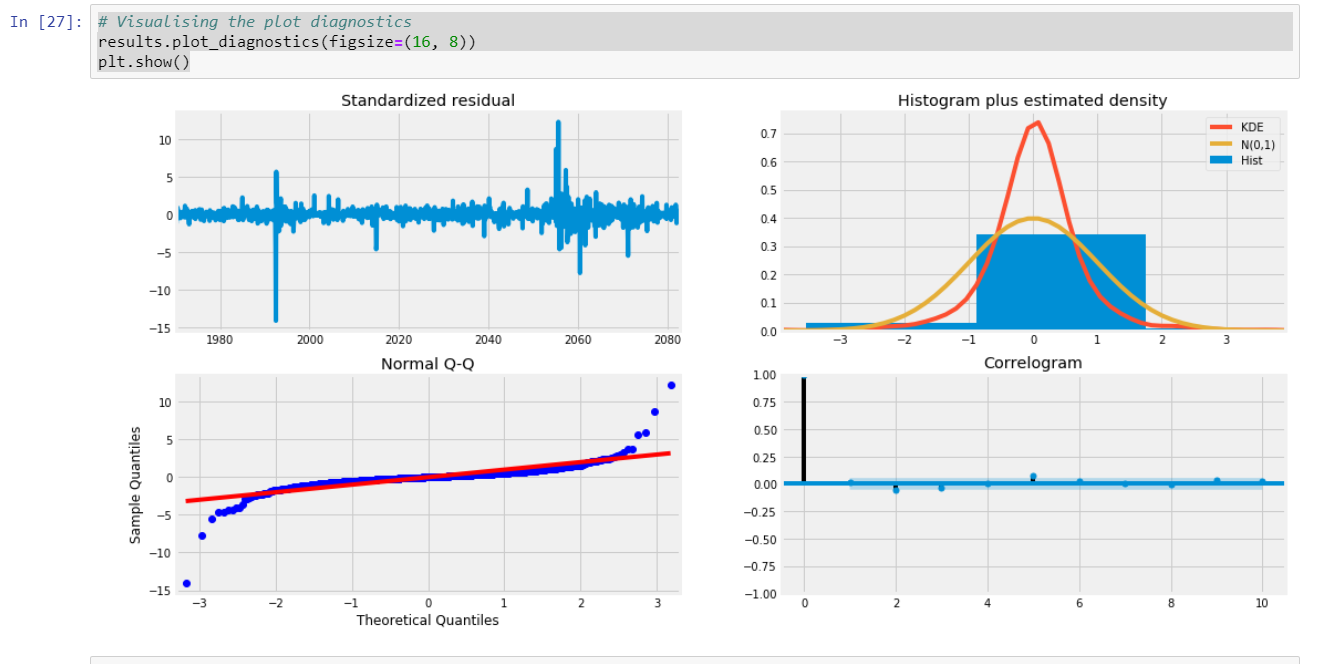 In [27]:
# Visualising the plot diagnostics
results.plot_diagnostics(figsize=(16, 8))
plt.show()
Standardized residual
10
5
0
−5
−10
−15
1980 2000 2020 2040 2060 2080
Histogram plus estimated density
KDE
N(0,1)
Hist
0.7
0.6
0.5
0.4
0.3
0.2
0.1
0.0
−3 −2 −1 0 1 2 3
Normal Q-Q
Sample Quantiles
10
5
0
−5
−10
−15
−3 −2 −1 0 1 2 3
Theoretical Quantiles
Correlogram
1.00
0.75
0.50
0.25
0.00
−0.25
−0.50
−0.75
−1.00
0 2 4 6 8 10